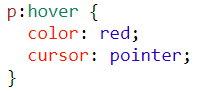 p:hover {
  color: red;
  cursor: pointer;
}